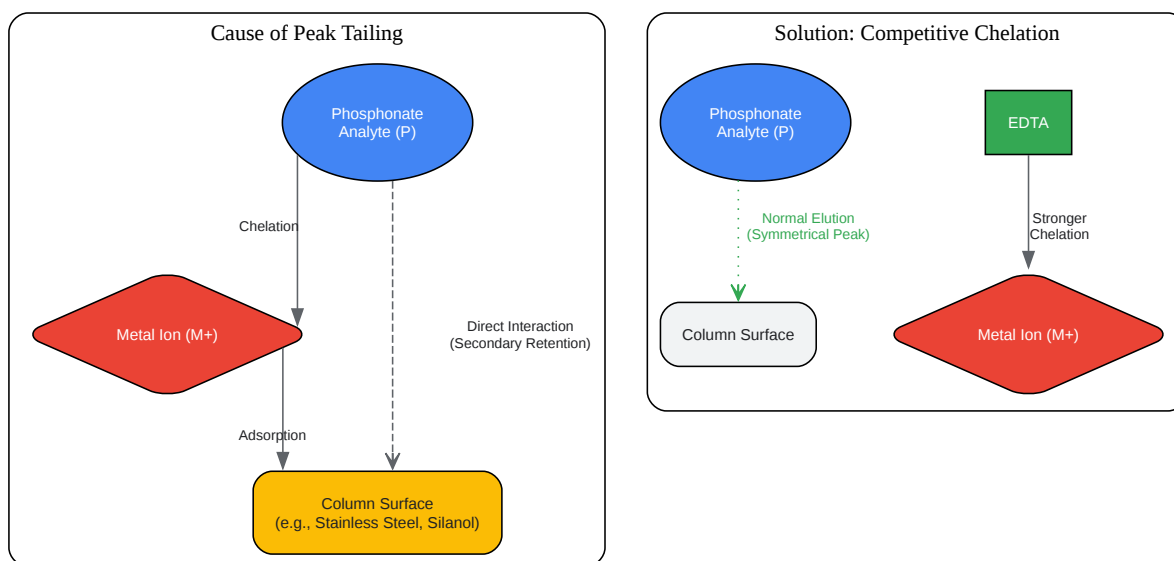 Cause of Peak Tailing
Phosphonate
Analyte (P)
Chelation
Metal Ion (M+)
Direct Interaction
(Secondary Retention)
Adsorption
Column Surface
(e.g., Stainless Steel, Silanol)
Solution: Competitive Chelation
Phosphonate
Analyte (P)
EDTA
Normal Elution
(Symmetrical Peak)
Stronger
Chelation
Column Surface
Metal Ion (M+)